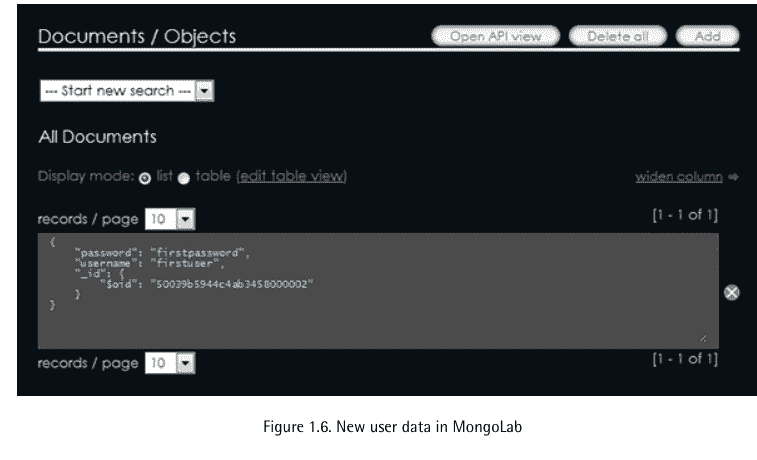 Documents / Objects Open API view Delete all Add
--- Start new search ---
All Documents
Display mode: list table (edit table view) widen column ⇒
records / page 10 [1 - 1 of 1]
{
"password": "firstpassword",
"username": "firstuser",
"_id": {
"$oid": "50039b5944c4ab3458000002"
}
}
records / page 10 [1 - 1 of 1]
Figure 1.6. New user data in MongoLab